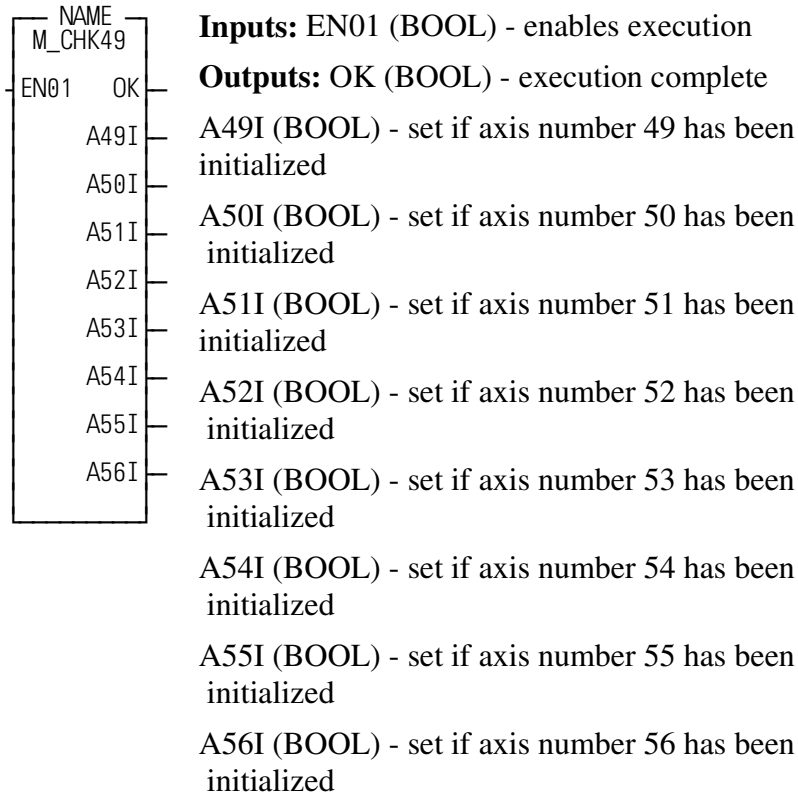 NAME
M_CHK49
EN01 OK
A49I
A50I
A51I
A52I
A53I
A54I
A55I
A56I
Inputs: EN01 (BOOL) - enables execution
Outputs: OK (BOOL) - execution complete
A49I (BOOL) - set if axis number 49 has been
initialized
A50I (BOOL) - set if axis number 50 has been
initialized
A51I (BOOL) - set if axis number 51 has been
initialized
A52I (BOOL) - set if axis number 52 has been
initialized
A53I (BOOL) - set if axis number 53 has been
initialized
A54I (BOOL) - set if axis number 54 has been
initialized
A55I (BOOL) - set if axis number 55 has been
initialized
A56I (BOOL) - set if axis number 56 has been
initialized